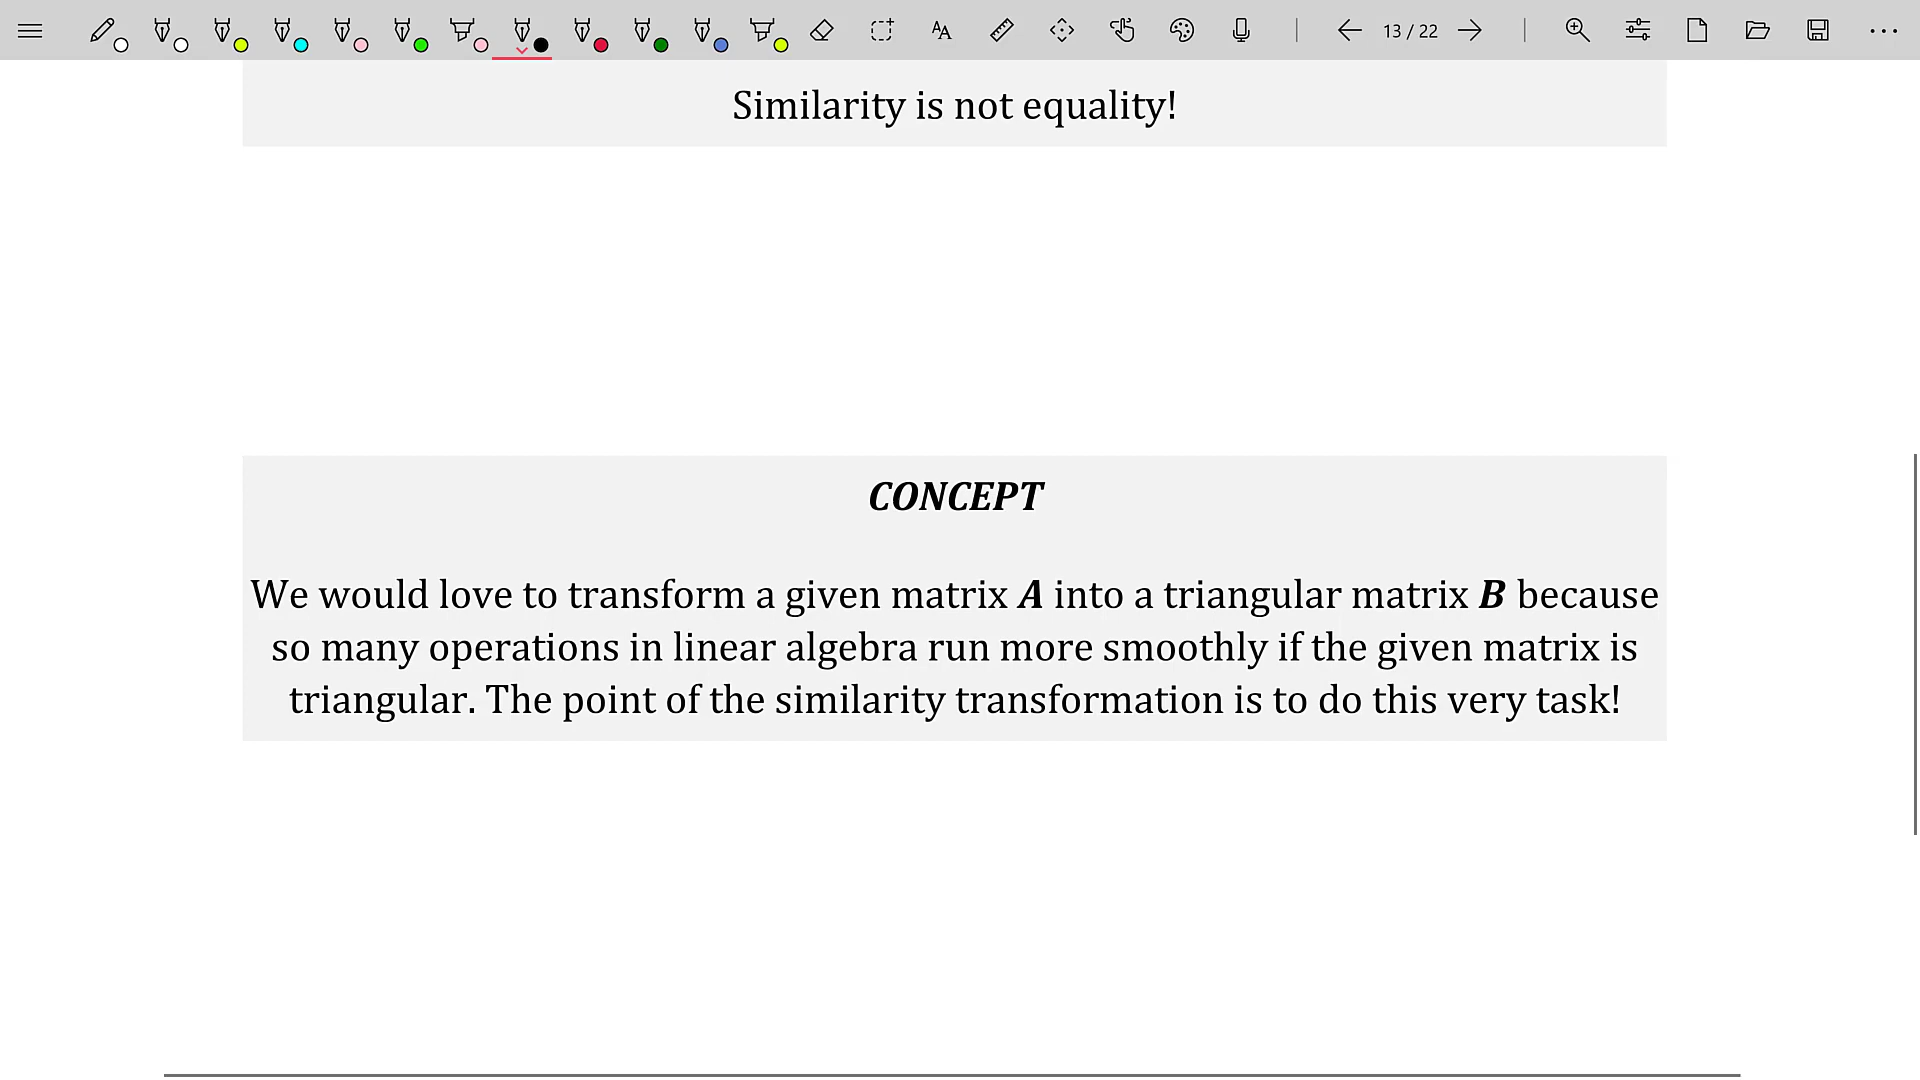 13 / 22
Similarity is not equality!
CONCEPT
We would love to transform a given matrix A into a triangular matrix B because
so many operations in linear algebra run more smoothly if the given matrix is
triangular. The point of the similarity transformation is to do this very task!